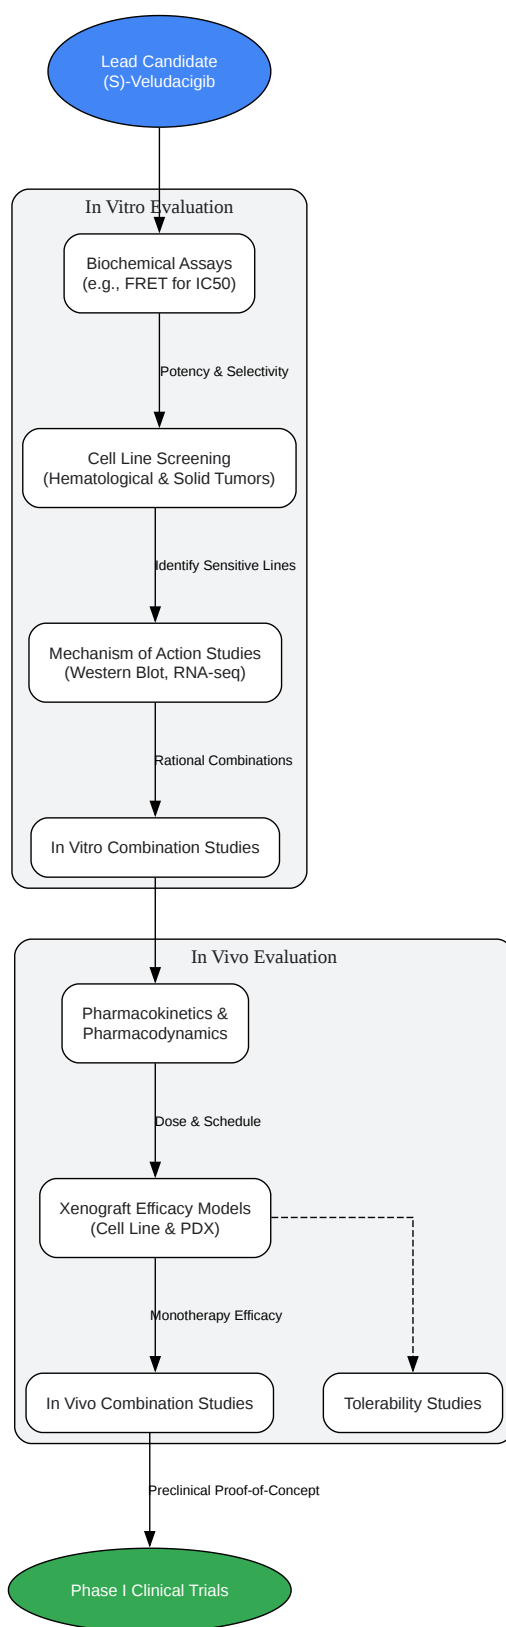 Lead Candidate
(S)-Veludacigib
In Vitro Evaluation
Biochemical Assays
(e.g., FRET for IC50)
Potency & Selectivity
Cell Line Screening
(Hematological & Solid Tumors)
Identify Sensitive Lines
Mechanism of Action Studies
(Western Blot, RNA-seq)
Rational Combinations
In Vitro Combination Studies
In Vivo Evaluation
Pharmacokinetics &
Pharmacodynamics
Dose & Schedule
Xenograft Efficacy Models
(Cell Line & PDX)
Monotherapy Efficacy
In Vivo Combination Studies
Tolerability Studies
Preclinical Proof-of-Concept
Phase I Clinical Trials